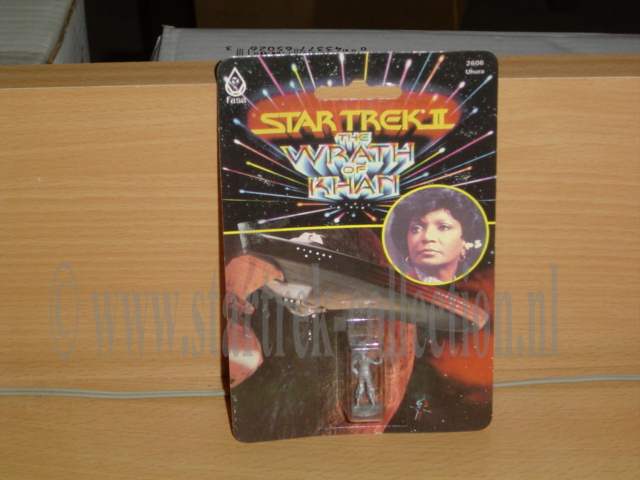 2606
Uhura
fasa
STAR TREK II
THE
WRATH
OF
KHAN
© www.startrek-collection.nl